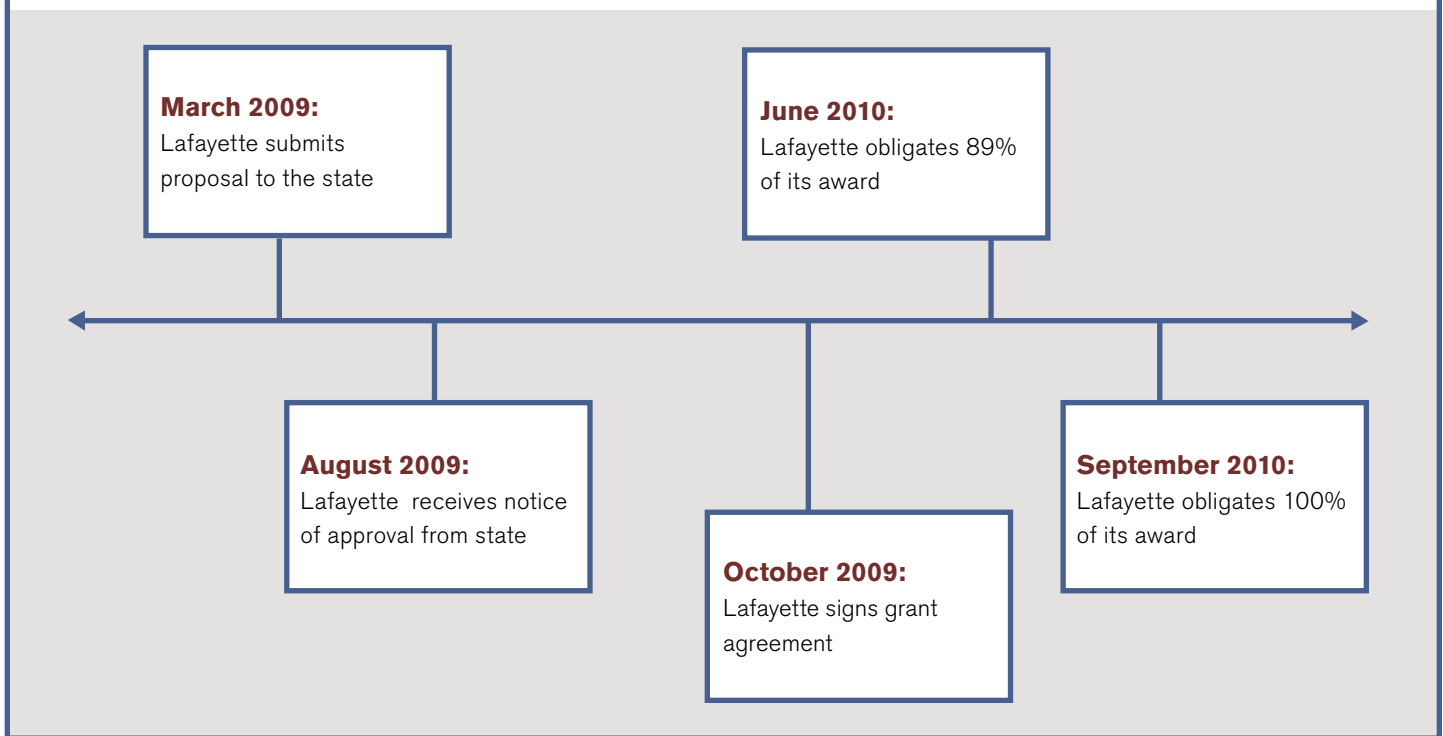 March 2009:
Lafayette submits
proposal to the state
August 2009:
Lafayette  receives notice
of approval from state
October 2009:
Lafayette signs grant
agreement
June 2010:
Lafayette obligates 89%
of its award
September 2010:
Lafayette obligates 100%
of its award